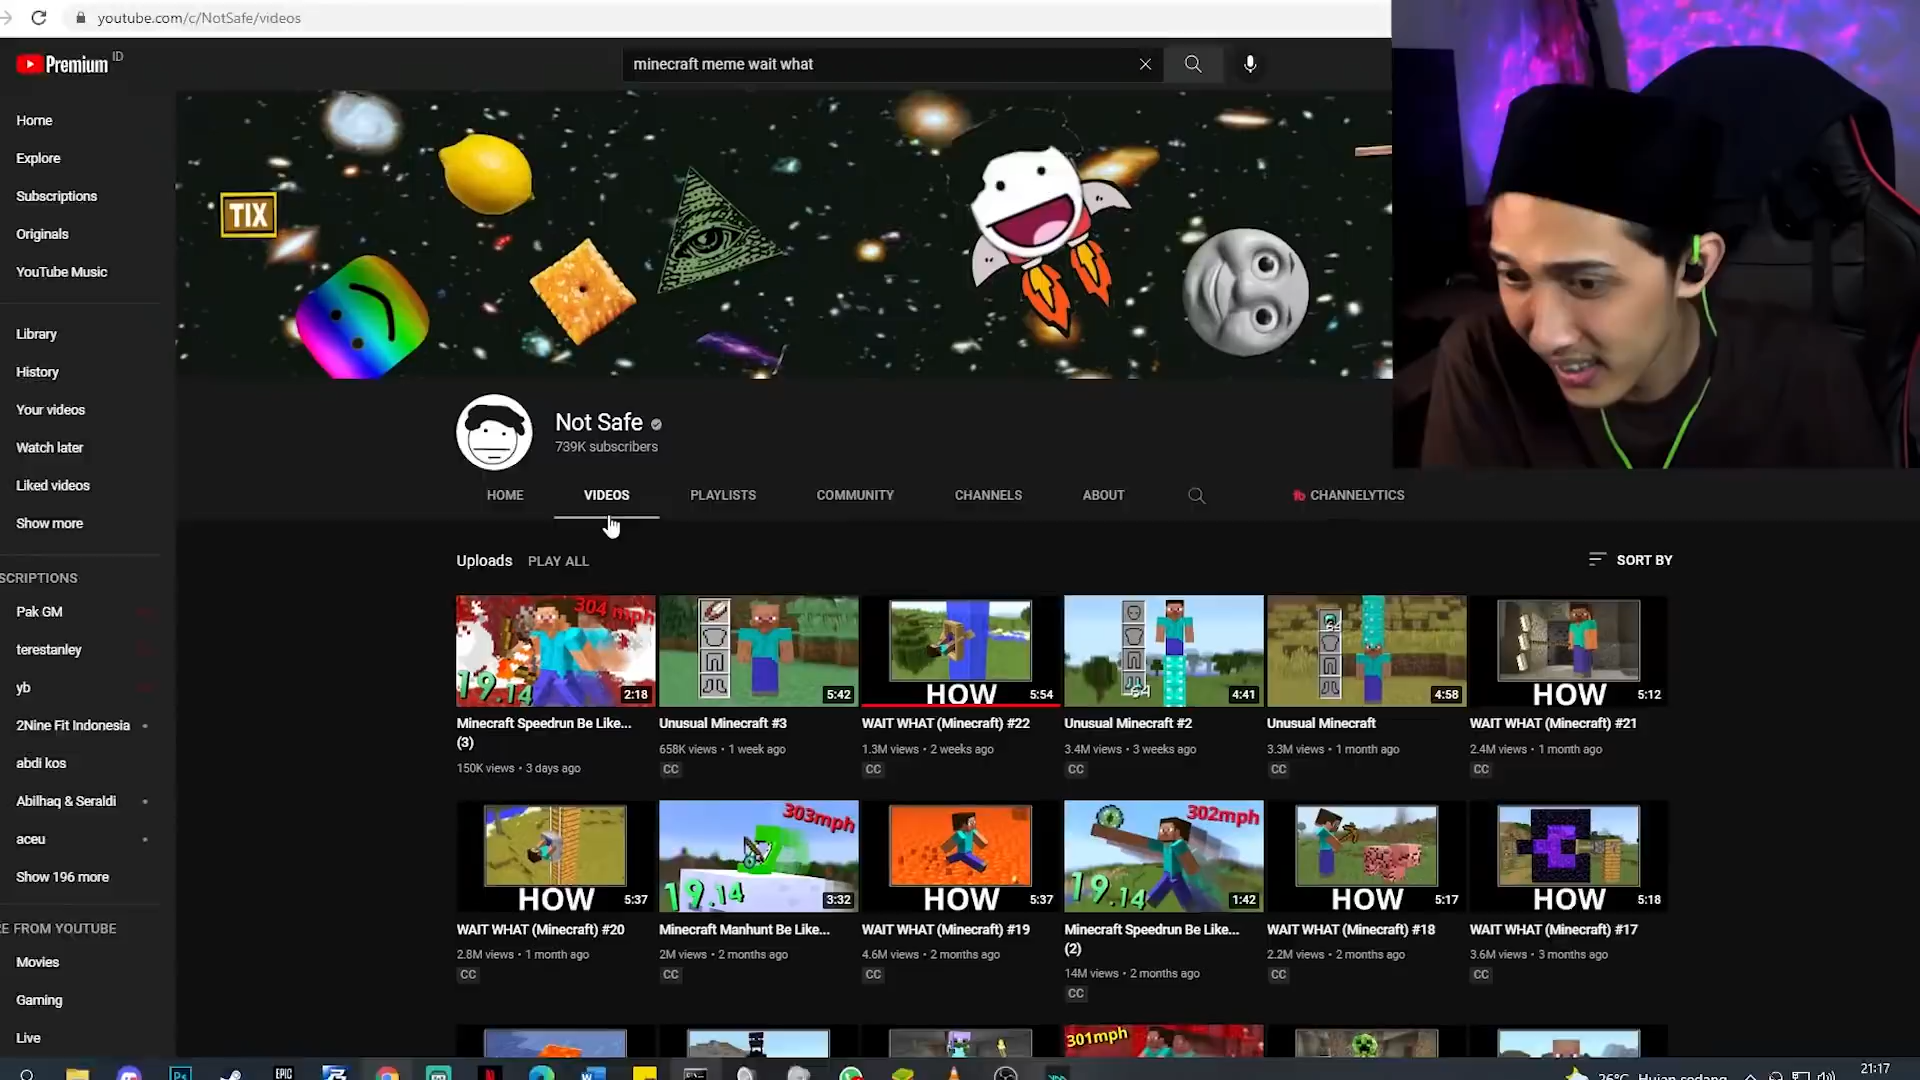 youtube.com/c/NotSafe/videos
Premium ID
minecraft meme wait what
Home
Explore
Subscriptions
Originals
YouTube Music
Library
History
Your videos
Watch later
Liked videos
Show more
SCRIPTIONS
Pak GM
terestanley
yb
2Nine Fit Indonesia
abdi kos
Abilhaq & Seraldi
aceu
Show 196 more
E FROM YOUTUBE
Movies
Gaming
Live
TIX
Not Safe
739K subscribers
HOME VIDEOS PLAYLISTS COMMUNITY CHANNELS ABOUT fb CHANNELYTICS
Uploads PLAY ALL SORT BY
304 mph
19.14
2:18
Minecraft Speedrun Be Like...
(3)
150K views • 3 days ago
5:42
Unusual Minecraft #3
658K views • 1 week ago
CC
HOW
5:54
WAIT WHAT (Minecraft) #22
1.3M views • 2 weeks ago
CC
64
4:41
Unusual Minecraft #2
3.4M views • 3 weeks ago
CC
64
4:58
Unusual Minecraft
3.3M views • 1 month ago
CC
HOW
5:12
WAIT WHAT (Minecraft) #21
2.4M views • 1 month ago
CC
HOW
5:37
WAIT WHAT (Minecraft) #20
2.8M views • 1 month ago
CC
303mph
19.14
3:32
Minecraft Manhunt Be Like...
2M views • 2 months ago
CC
HOW
5:37
WAIT WHAT (Minecraft) #19
4.6M views • 2 months ago
CC
302mph
19.14
1:42
Minecraft Speedrun Be Like...
(2)
14M views • 2 months ago
CC
HOW
5:17
WAIT WHAT (Minecraft) #18
2.2M views • 2 months ago
CC
HOW
5:18
WAIT WHAT (Minecraft) #17
3.6M views • 3 months ago
CC
301mph
Ps
EPIC
26°C Hujan sedang
21:17